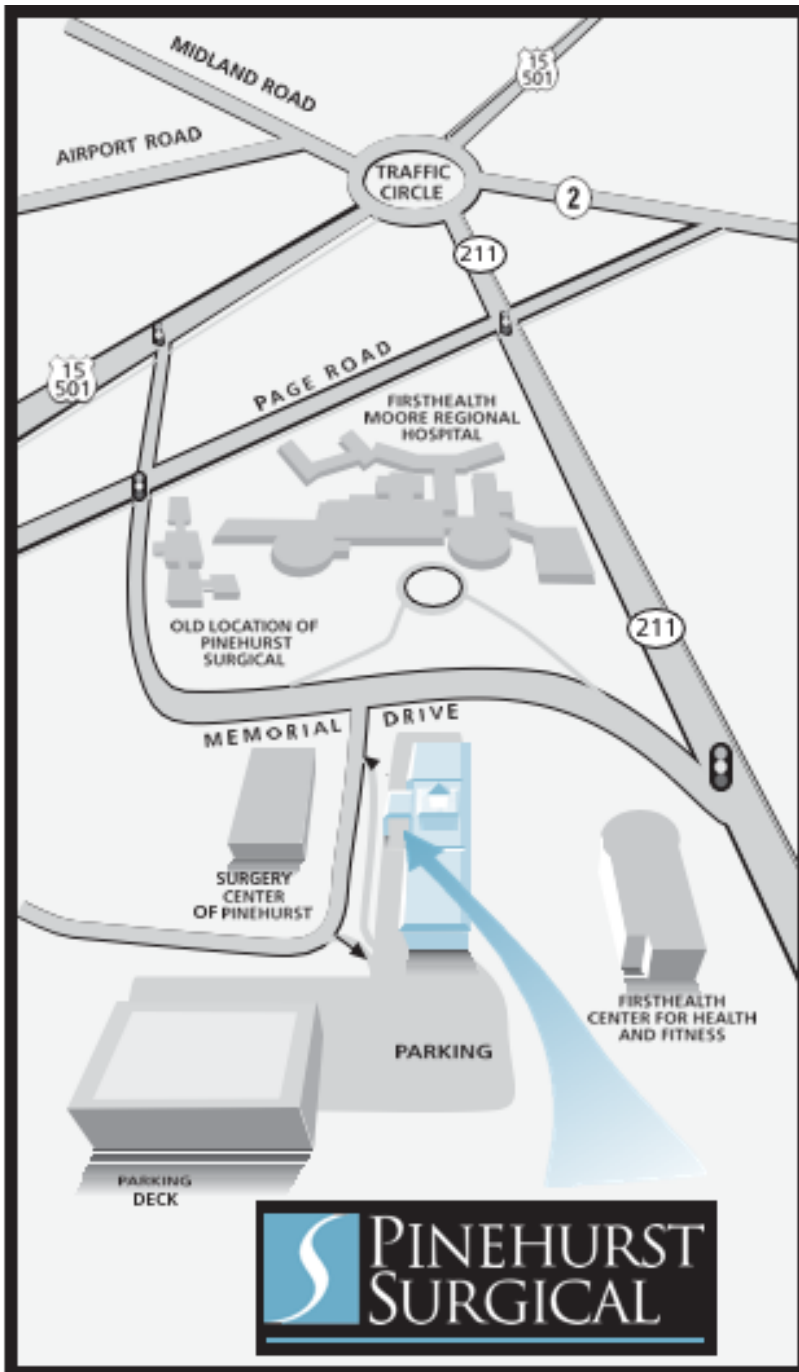 MIDLAND ROAD
15
501
AIRPORT ROAD
TRAFFIC
CIRCLE
2
211
15
501
PAGE ROAD
FIRSTHEALTH
MOORE REGIONAL
HOSPITAL
OLD LOCATION OF
PINEHURST
SURGICAL
211
MEMORIAL DRIVE
SURGERY
CENTER
OF PINEHURST
FIRSTHEALTH
CENTER FOR HEALTH
AND FITNESS
PARKING
PARKING
DECK
PINEHURST
SURGICAL